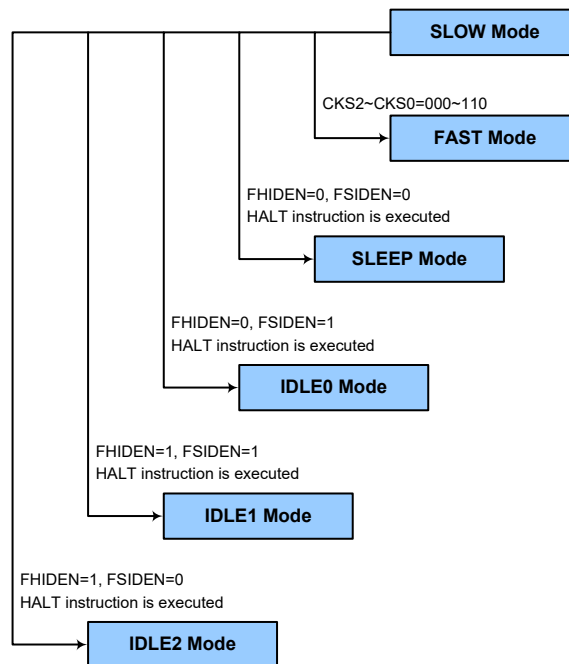 SLOW Mode
CKS2~CKS0=000~110
FAST Mode
FHIDEN=0, FSIDEN=0
HALT instruction is executed
SLEEP Mode
FHIDEN=0, FSIDEN=1
HALT instruction is executed
IDLE0 Mode
FHIDEN=1, FSIDEN=1
HALT instruction is executed
IDLE1 Mode
FHIDEN=1, FSIDEN=0
HALT instruction is executed
IDLE2 Mode